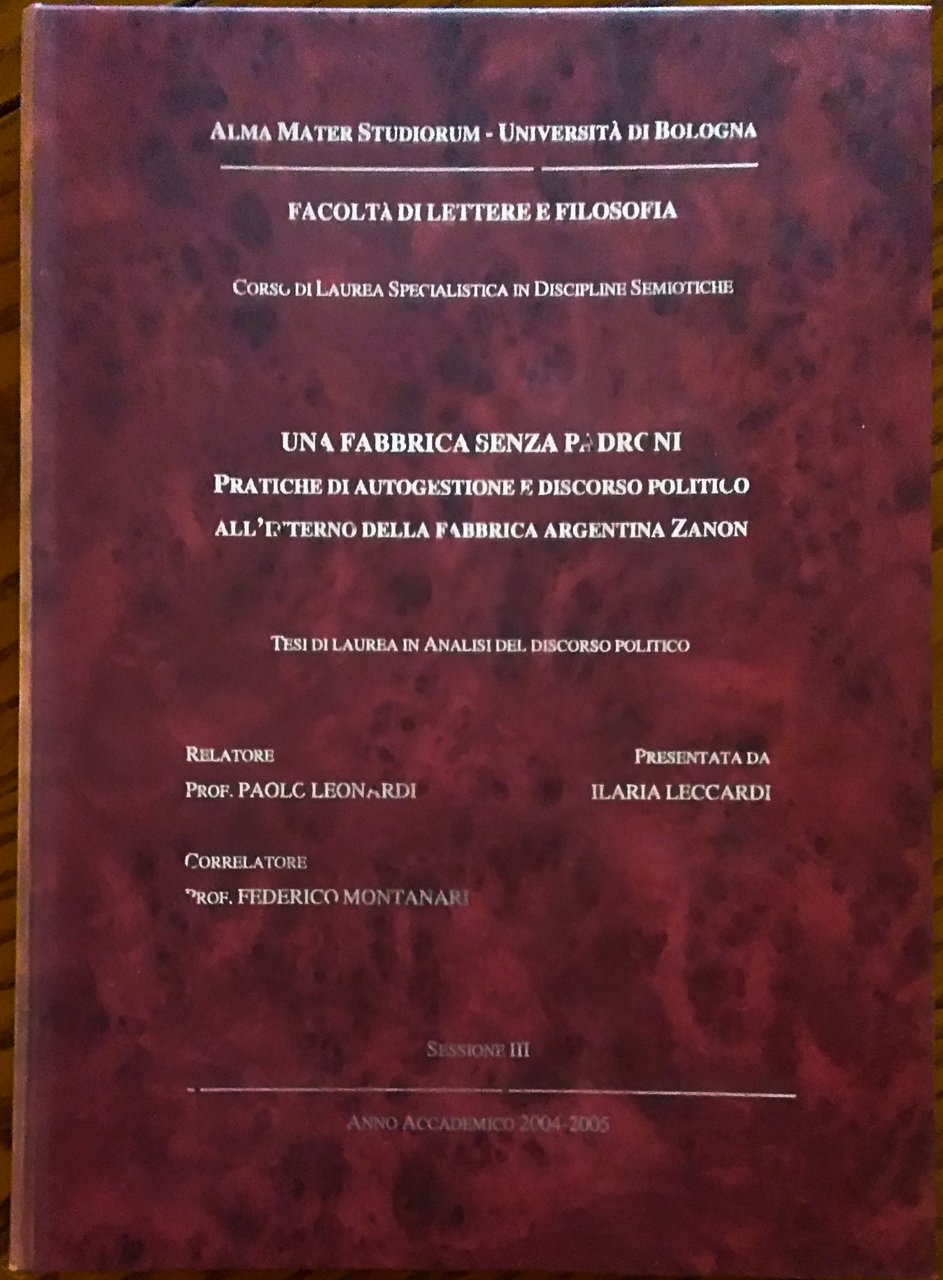 ALMA MATER STUDIORUM - UNIVERSITÀ DI BOLOGNA
FACOLTÀ DI LETTERE E FILOSOFIA
CORSO DI LAUREA SPECIALISTICA IN DISCIPLINE SEMIOTICHE
UNA FABBRICA SENZA PADRONI
PRATICHE DI AUTOGESTIONE E DISCORSO POLITICO
ALL'INTERNO DELLA FABBRICA ARGENTINA ZANON
TESI DI LAUREA IN ANALISI DEL DISCORSO POLITICO
RELATORE PRESENTATA DA
PROF. PAOLO LEONARDI ILARIA LECCARDI
CORRELATORE
PROF. FEDERICO MONTANARI
SESSIONE III
ANNO ACCADEMICO 2004-2005